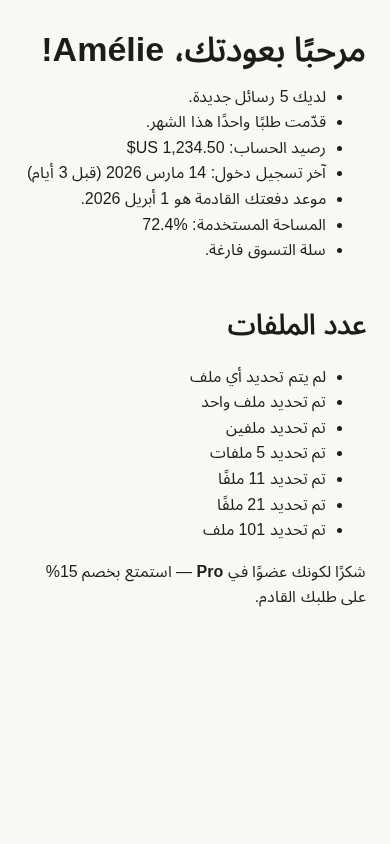 مرحبًا بعودتك، Amélie!
لديك 5 رسائل جديدة.
قدّمت طلبًا واحدًا هذا الشهر.
رصيد الحساب: 1,234.50 US$
آخر تسجيل دخول: 14 مارس 2026 (قبل 3 أيام)
موعد دفعتك القادمة هو 1 أبريل 2026.
المساحة المستخدمة: 72.4%
سلة التسوق فارغة.
عدد الملفات
لم يتم تحديد أي ملف
تم تحديد ملف واحد
تم تحديد ملفين
تم تحديد 5 ملفات
تم تحديد 11 ملفًا
تم تحديد 21 ملفًا
تم تحديد 101 ملف
شكرًا لكونك عضوًا في Pro — استمتع بخصم 15%
على طلبك القادم.